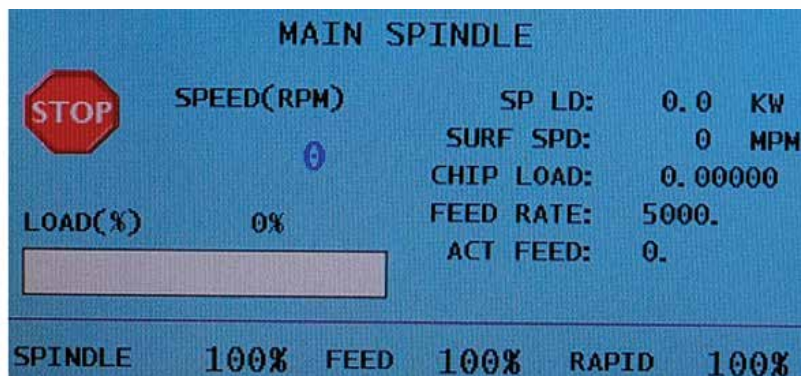 MAIN SPINDLE
STOP
SPEED(RPM)
0
LOAD(%) 0%
SP LD: 0.0 KW
SURF SPD: 0 MPM
CHIP LOAD: 0.00000
FEED RATE: 5000.
ACT FEED: 0.
SPINDLE 100% FEED 100% RAPID 100%